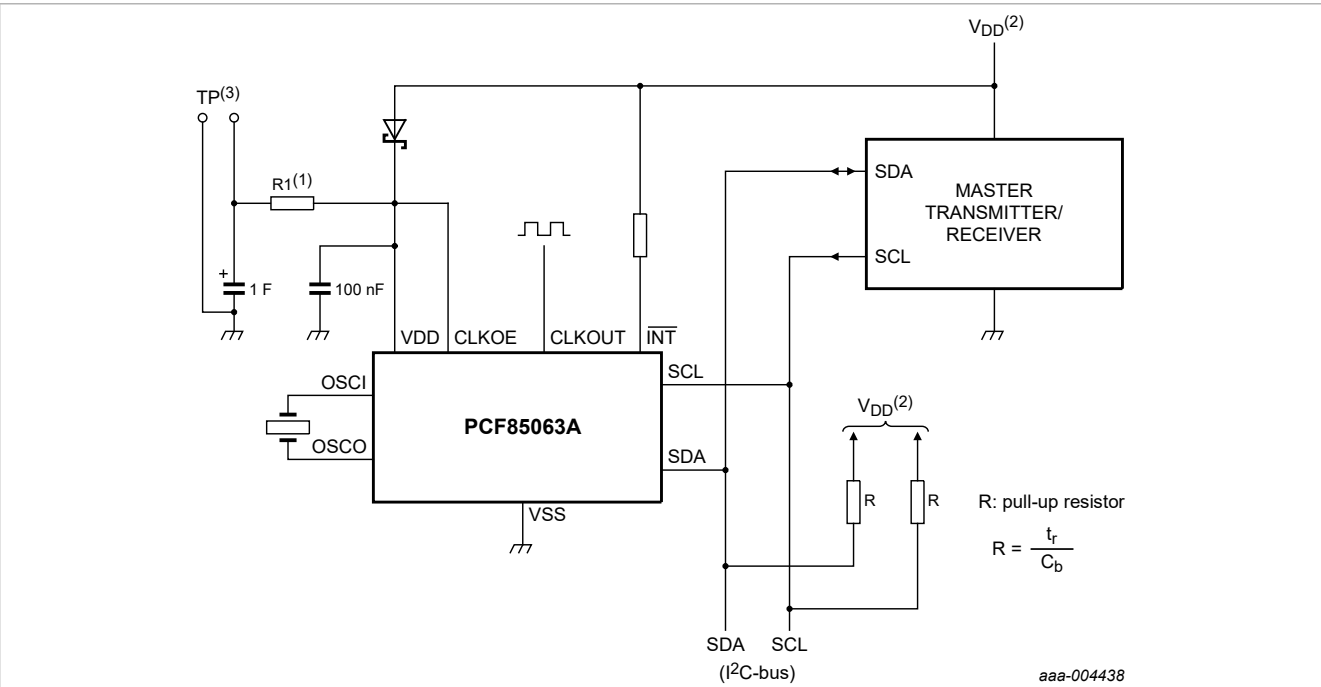 VDD(2)
TP(3)
R1(1)
SDA
MASTER
TRANSMITTER/
RECEIVER
SCL
+
1 F
100 nF
VDD
CLKOE
CLKOUT
INT
OSCI
SCL
PCF85063A
VDD(2)
OSCO
SDA
R
R
R: pull-up resistor
VSS
R = tr
Cb
SDA
SCL
(I2C-bus)
aaa-004438